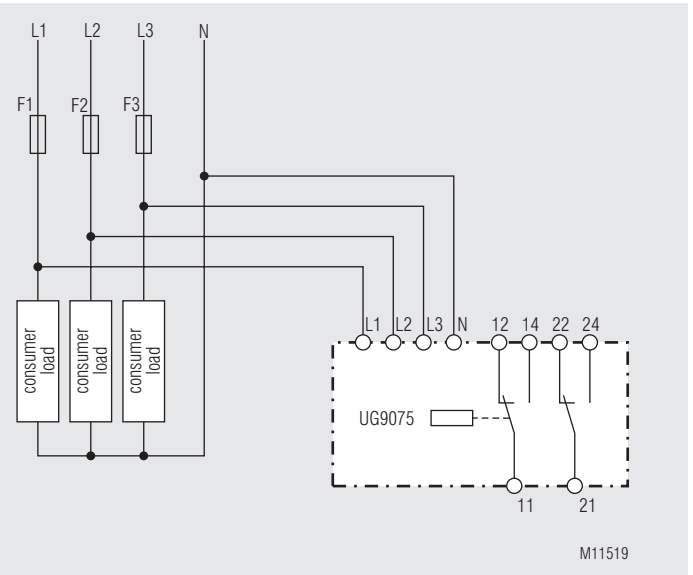 L1 L2 L3 N
F1 F2 F3
L1 L2 L3 N 12 14 22 24
consumer
load
consumer
load
consumer
load
UG9075
11 21
M11519